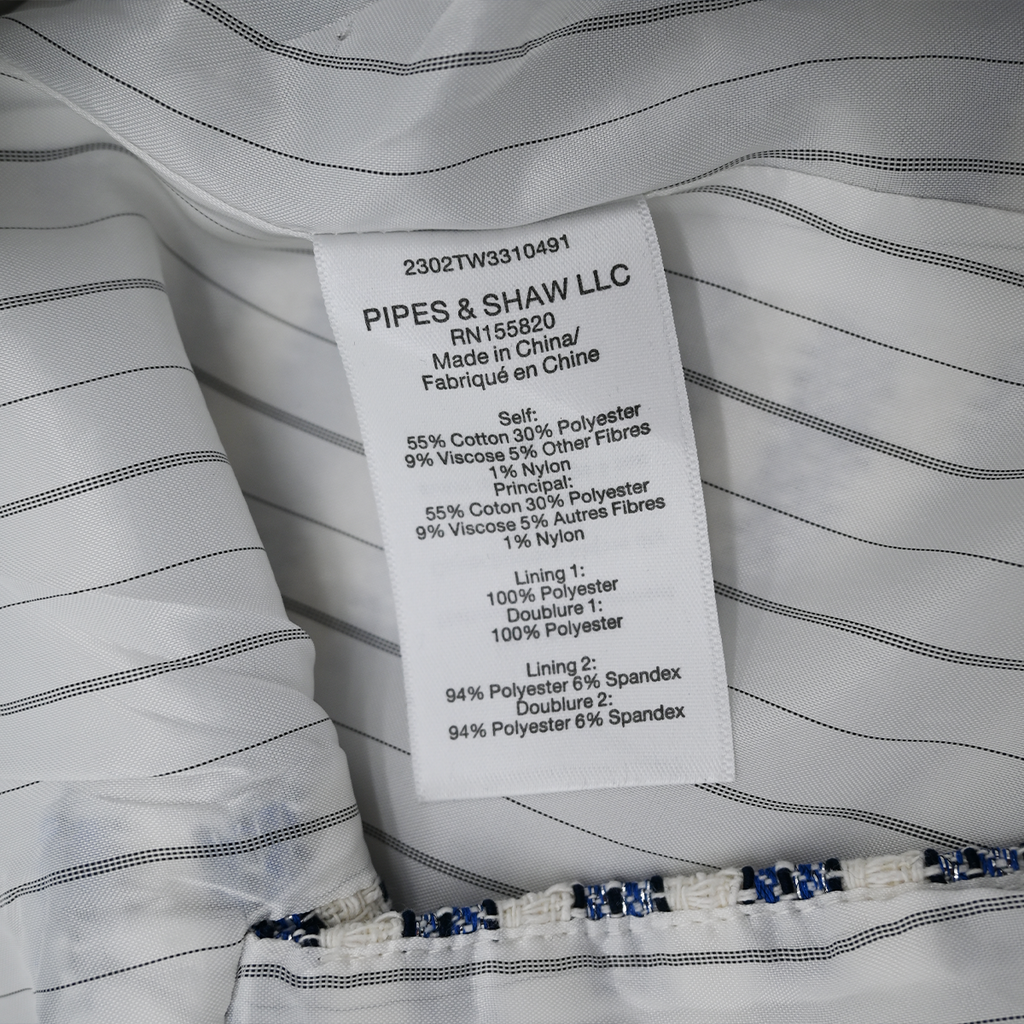 2302TW3310491
PIPES & SHAW LLC
RN155820
Made in China/
Fabriqué en Chine
Self:
55% Cotton 30% Polyester
9% Viscose 5% Other Fibres
1% Nylon
Principal:
55% Coton 30% Polyester
9% Viscose 5% Autres Fibres
1% Nylon
Lining 1:
100% Polyester
Doublure 1:
100% Polyester
Lining 2:
94% Polyester 6% Spandex
Doublure 2:
94% Polyester 6% Spandex